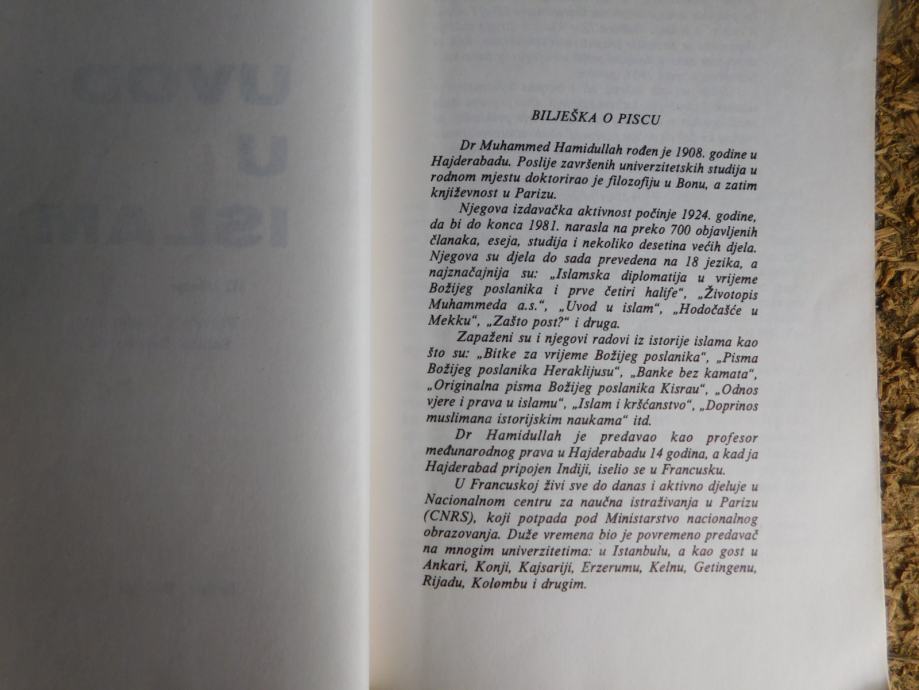 UVOD
U
ISLAM
BILJEŠKA O PISCU
Dr Muhammed Hamidullah rođen je 1908. godine u
Hajderabadu. Poslije završenih univerzitetskih studija u
rodnom mjestu doktorirao je filozofiju u Bonu, a zatim
književnost u Parizu.
Njegova izdavačka aktivnost počinje 1924. godine,
da bi do konca 1981. narasla na preko 700 objavljenih
članaka, eseja, studija i nekoliko desetina većih djela.
Njegova su djela do sada prevedena na 18 jezika, a
najznačajnija su: „Islamska diplomatija u vrijeme
Božijeg poslanika i prve četiri halife“, „Životopis
Muhammeda a.s.“, „Uvod u islam“, „Hodočašće u
Mekku“, „Zašto post?“ i druga.
Zapaženi su i njegovi radovi iz istorije islama kao
što su: „Bitke za vrijeme Božijeg poslanika“, „Pisma
Božijeg poslanika Heraklijusu“, „Banke bez kamata“,
„Originalna pisma Božijeg poslanika Kisrau“, „Odnos
vjere i prava u islamu“, „Islam i kršćanstvo“, „Doprinos
muslimana istorijskim naukama“ itd.
Dr Hamidullah je predavao kao profesor
međunarodnog prava u Hajderabadu 14 godina, a kad ja
Hajderabad pripojen Indiji, iselio se u Francusku.
U Francuskoj živi sve do danas i aktivno djeluje u
Nacionalnom centru za naučna istraživanja u Parizu
(CNRS), koji potpada pod Ministarstvo nacionalnog
obrazovanja. Duže vremena bio je povremeno predavač
na mnogim univerzitetima: u Istanbulu, a kao gost u
Ankari, Konji, Kajsariji, Erzerumu, Kelnu, Getingenu,
Rijadu, Kolombu i drugim.